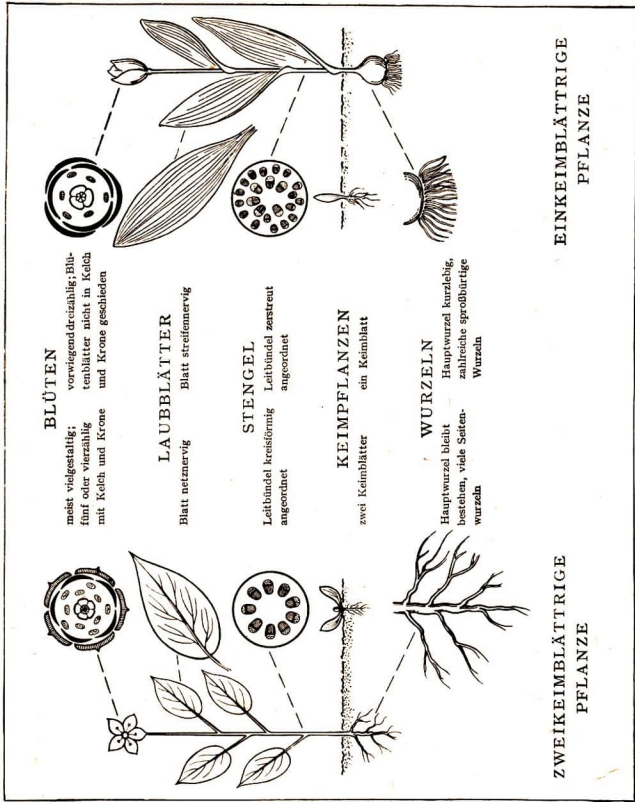 BLÜTEN
meist vielgestaltig;
fünf oder vierzählig
mit Kelch und Krone
vorwiegend dreizählig; Blü-
tenblätter nicht in Kelch
und Krone geschieden
LAUBBLÄTTER
Blatt netznervig
Blatt streifennervig
STENGEL
Leitbündel kreisförmig
angeordnet
Leitbündel zerstreut
angeordnet
KEIMPFLANZEN
zwei Keimblätter
ein Keimblatt
WURZELN
Hauptwurzel bleibt
bestehen, viele Seiten-
wurzeln
Hauptwurzel kurzlebig,
zahlreiche sproßbürtige
Wurzeln
ZWEIKEIMBLÄTTRIGE
PFLANZE
EINKEIMBLÄTTRIGE
PFLANZE